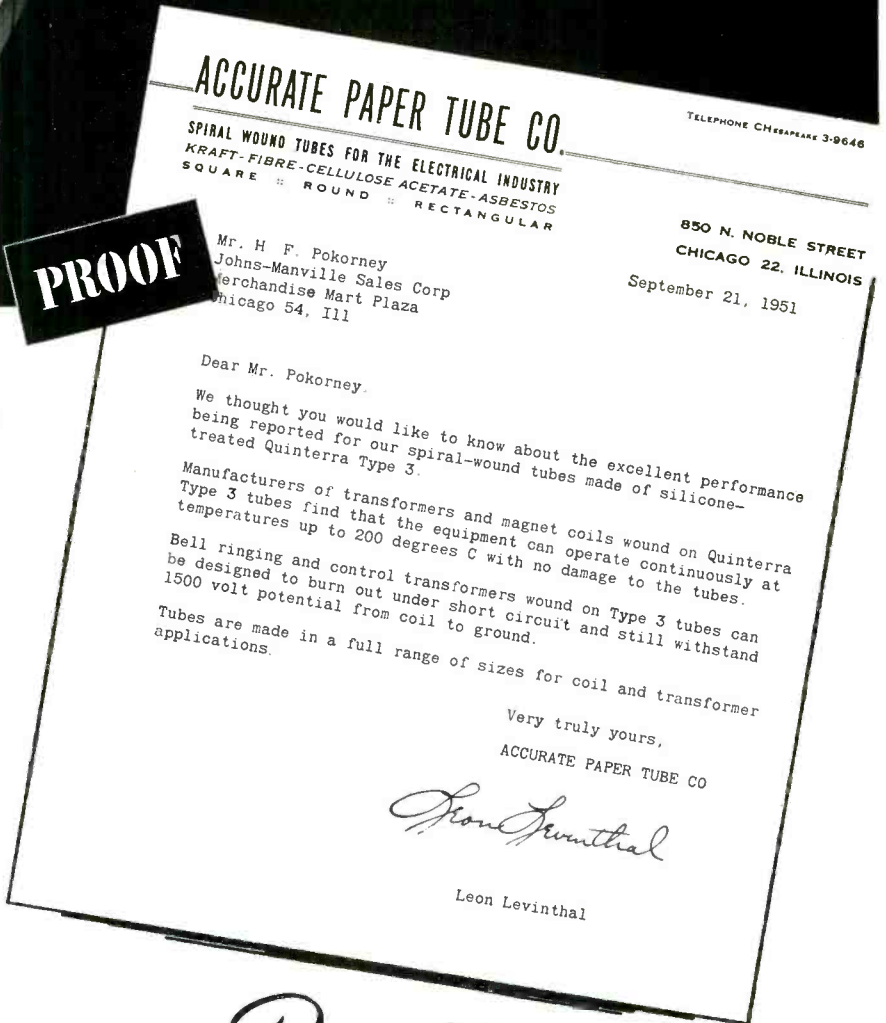 ACCURATE PAPER TUBE CO.
TELEPHONE CHESAPEAKE 3-9646
SPIRAL WOUND TUBES FOR THE ELECTRICAL INDUSTRY
KRAFT-FIBRE-CELLULOSE ACETATE-ASBESTOS
SQUARE :: ROUND :: RECTANGULAR
850 N. NOBLE STREET
CHICAGO 22, ILLINOIS
PROOF
September 21, 1951
Mr. H F. Pokorney
Johns-Manville Sales Corp
erchandise Mart Plaza
hicago 54, Ill
Dear Mr. Pokorney.
We thought you would like to know about the excellent performance
being reported for our spiral-wound tubes made of silicone-
treated Quinterra Type 3.
Manufacturers of transformers and magnet coils wound on Quinterra
Type 3 tubes find that the equipment can operate continuously at
temperatures up to 200 degrees C with no damage to the tubes.
Bell ringing and control transformers wound on Type 3 tubes can
be designed to burn out under short circuit and still withstand
1500 volt potential from coil to ground.
Tubes are made in a full range of sizes for coil and transformer
applications.
Very truly yours,
ACCURATE PAPER TUBE CO
Leon Leventhal
Leon Levinthal